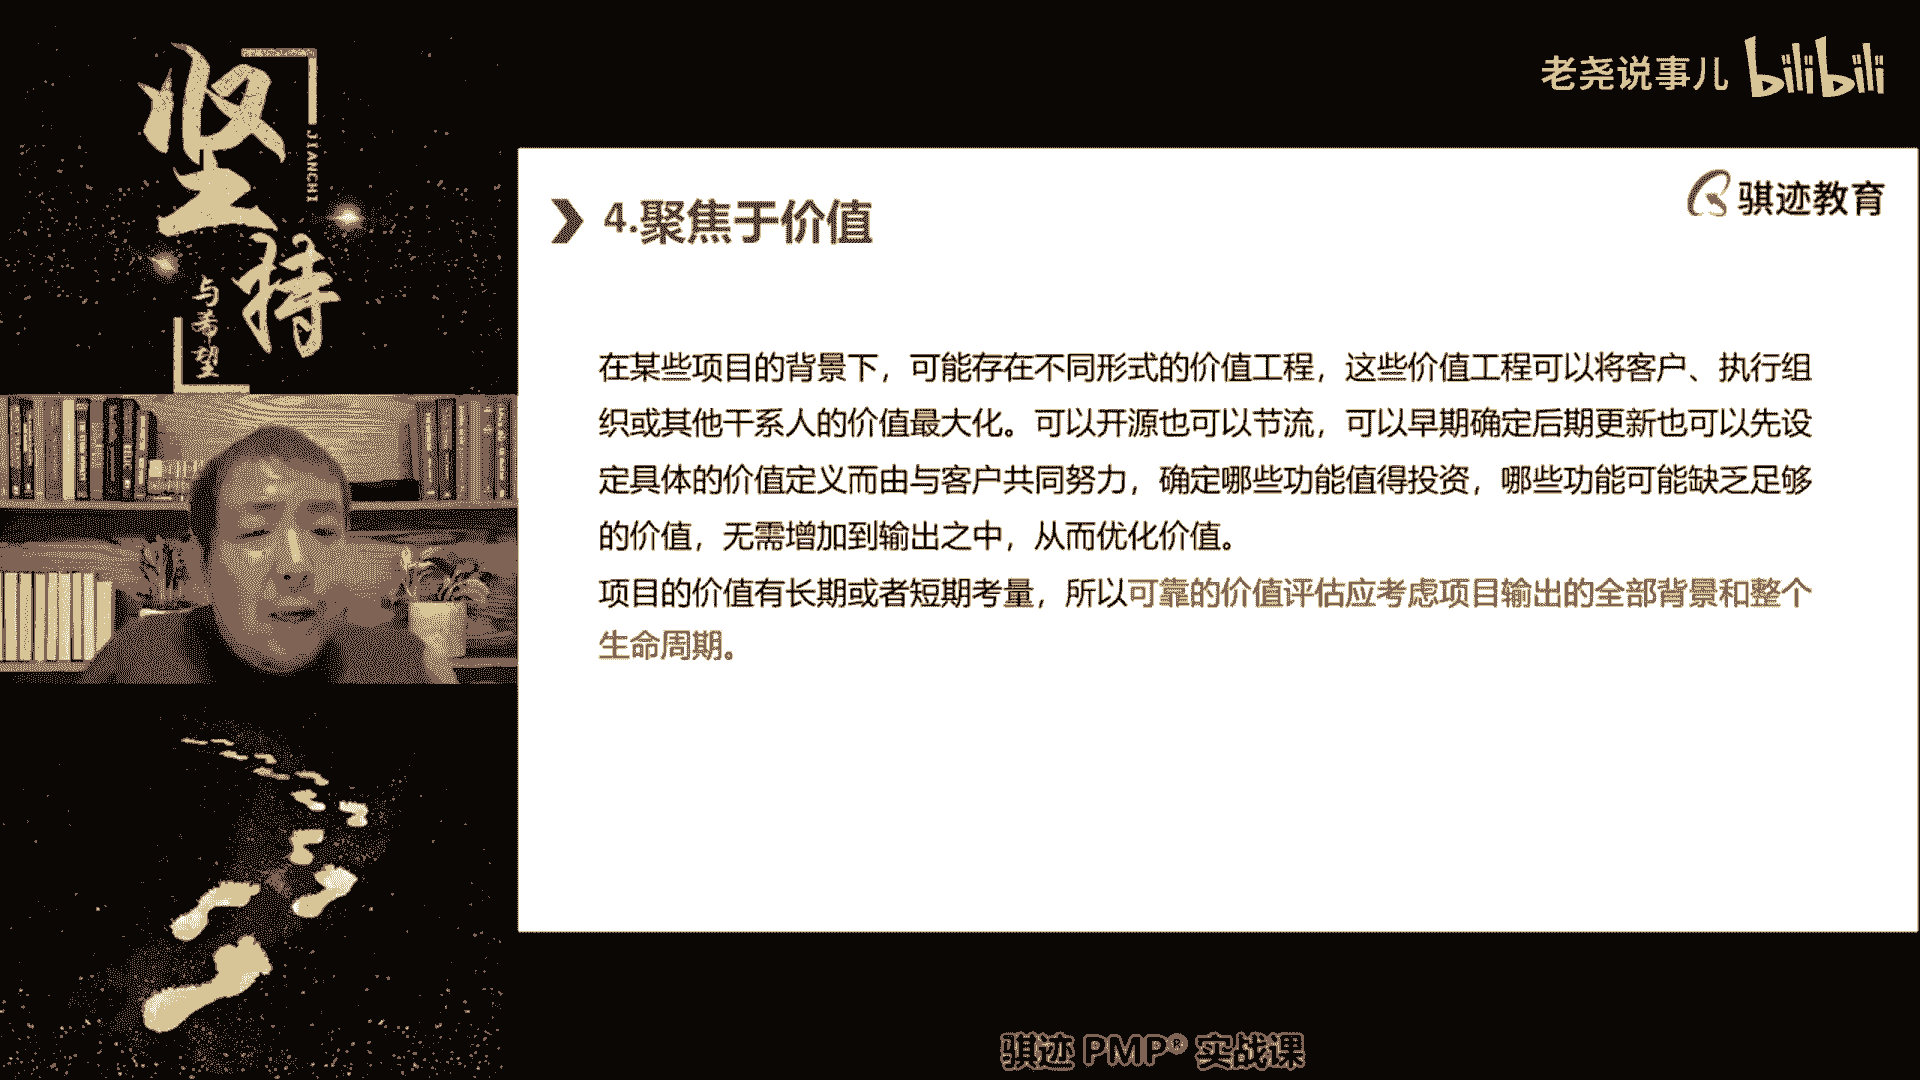 坚持
JIANCHI
与希望
老尧说事儿 bilibili
骐迹教育
4.聚焦于价值
在某些项目的背景下，可能存在不同形式的价值工程，这些价值工程可以将客户、执行组
织或其他干系人的价值最大化。可以开源也可以节流，可以早期确定后期更新也可以先设
定具体的价值定义而由与客户共同努力，确定哪些功能值得投资，哪些功能可能缺乏足够
的价值，无需增加到输出之中，从而优化价值。
项目的价值有长期或者短期考量，所以可靠的价值评估应考虑项目输出的全部背景和整个
生命周期。
骐迹 PMP® 实战课